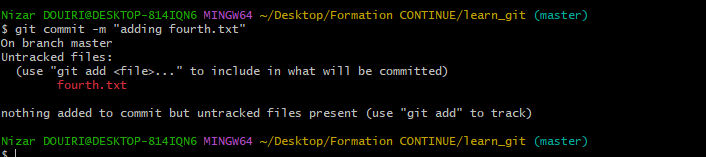 Nizar DOUIRI@DESKTOP-814IQN6 MINGW64 ~/Desktop/Formation CONTINUE/learn_git (master)
$ git commit -m "adding fourth.txt"
On branch master
Untracked files:
  (use "git add <file>..." to include in what will be committed)
        fourth.txt

nothing added to commit but untracked files present (use "git add" to track)

Nizar DOUIRI@DESKTOP-814IQN6 MINGW64 ~/Desktop/Formation CONTINUE/learn_git (master)
$